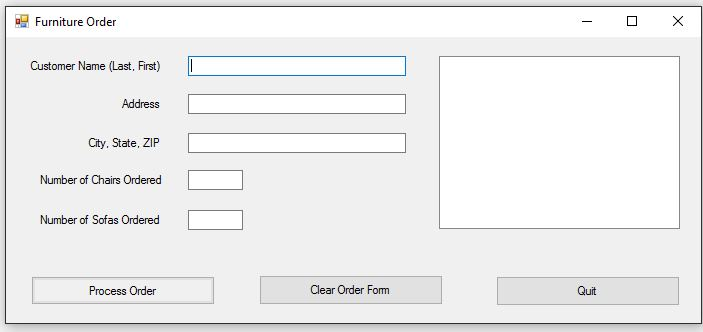 Furniture Order
Customer Name (Last, First)
Address
City, State, ZIP
Number of Chairs Ordered
Number of Sofas Ordered
Process Order
Clear Order Form
Quit